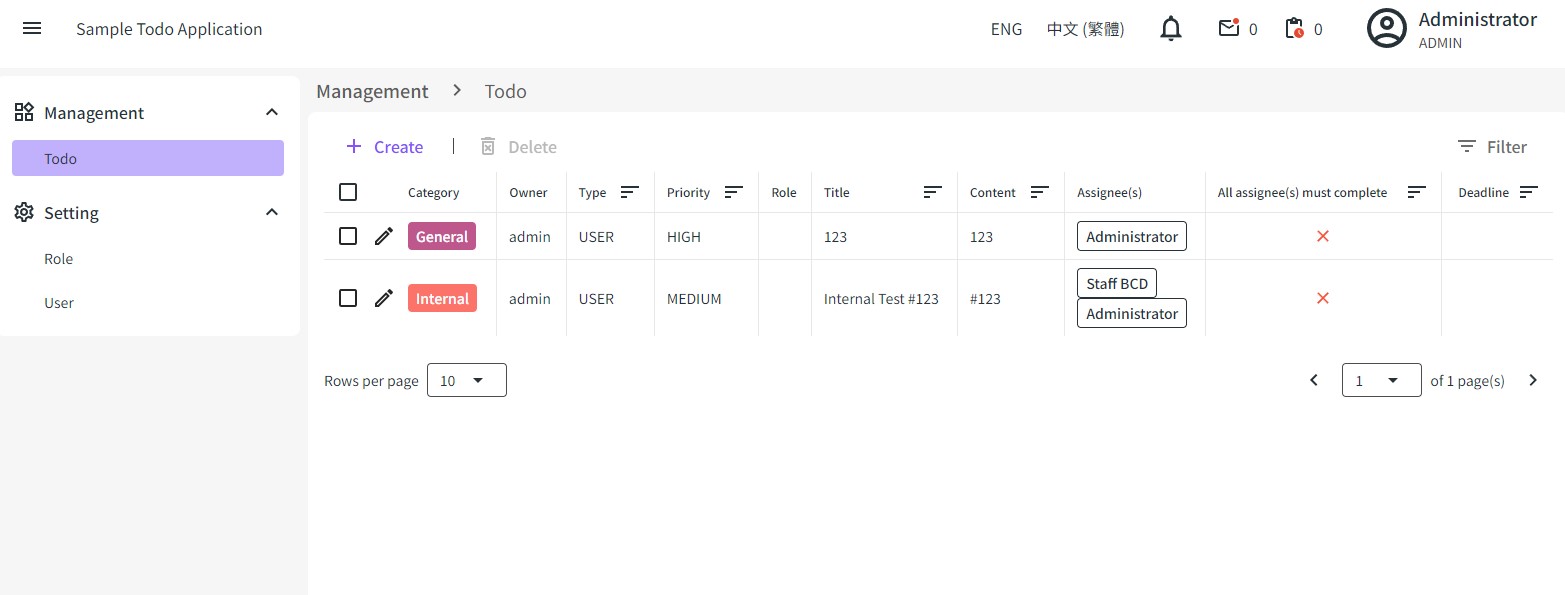 Sample Todo Application
ENG 中文 (繁體) 0 0 Administrator
ADMIN
Management
Todo
Setting
Role
User
Management Todo
Create | Delete Filter
Category Owner Type Priority Role Title Content Assignee(s) All assignee(s) must complete Deadline
General admin USER HIGH 123 123 Administrator
Internal admin USER MEDIUM Internal Test #123 #123 Staff BCD
Administrator
Rows per page 10 1 of 1 page(s)